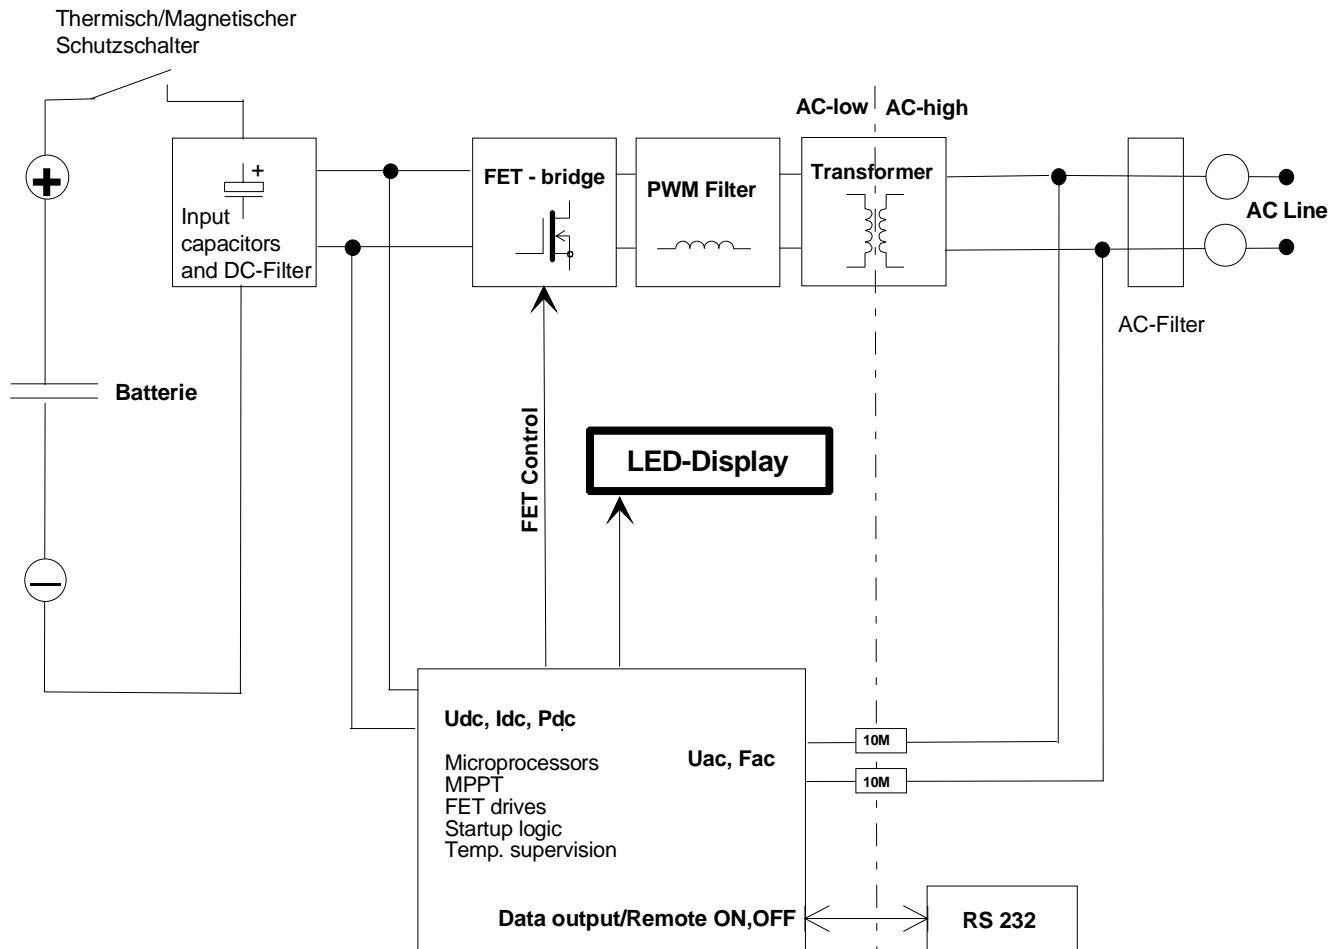 Thermisch/Magnetischer
Schutzschalter
AC-low
AC-high
+
+
FET - bridge
PWM Filter
Transformer
AC Line
Input
capacitors
and DC-Filter
AC-Filter
Batterie
FET Control
LED-Display
Udc, Idc, Pdc
Uac, Fac
10M
10M
Microprocessors
MPPT
FET drives
Startup logic
Temp. supervision
Data output/Remote ON,OFF
RS 232